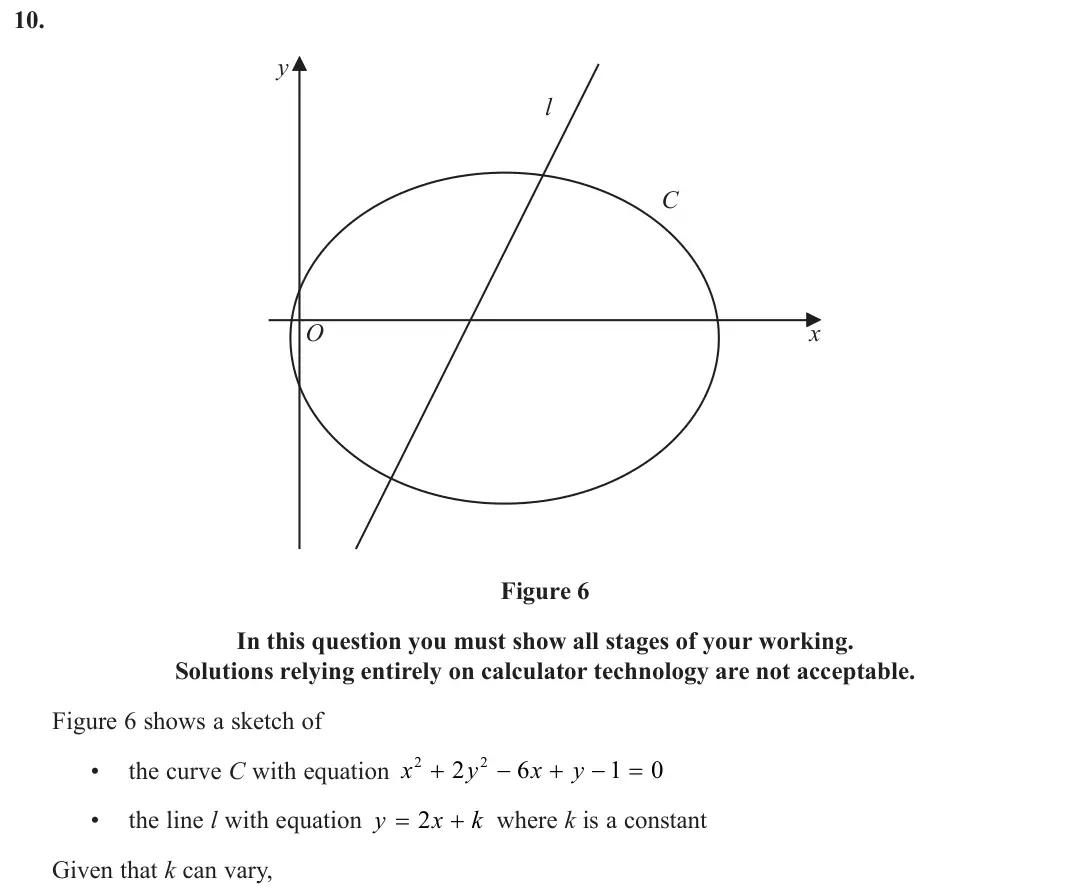 10.
y
l
C
O
x
Figure 6
In this question you must show all stages of your working.
Solutions relying entirely on calculator technology are not acceptable.
Figure 6 shows a sketch of
• the curve C with equation x² + 2y² − 6x + y − 1 = 0
• the line l with equation y = 2x + k where k is a constant
Given that k can vary,